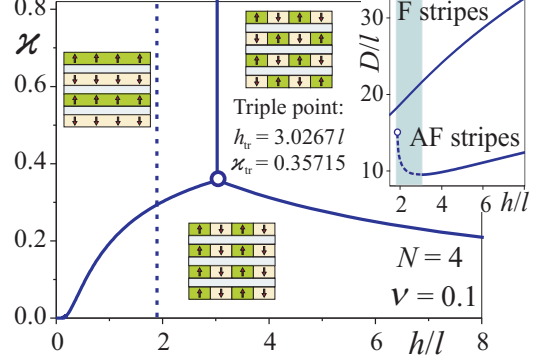 0.8
ϰ
0.6
0.4
0.2
0.0
0
2
4
6
8
h/l
Triple point:
h_tr = 3.0267 l
ϰ_tr = 0.35715
N = 4
ν = 0.1
30
20
10
D/l
F stripes
AF stripes
2
4
6
h/l